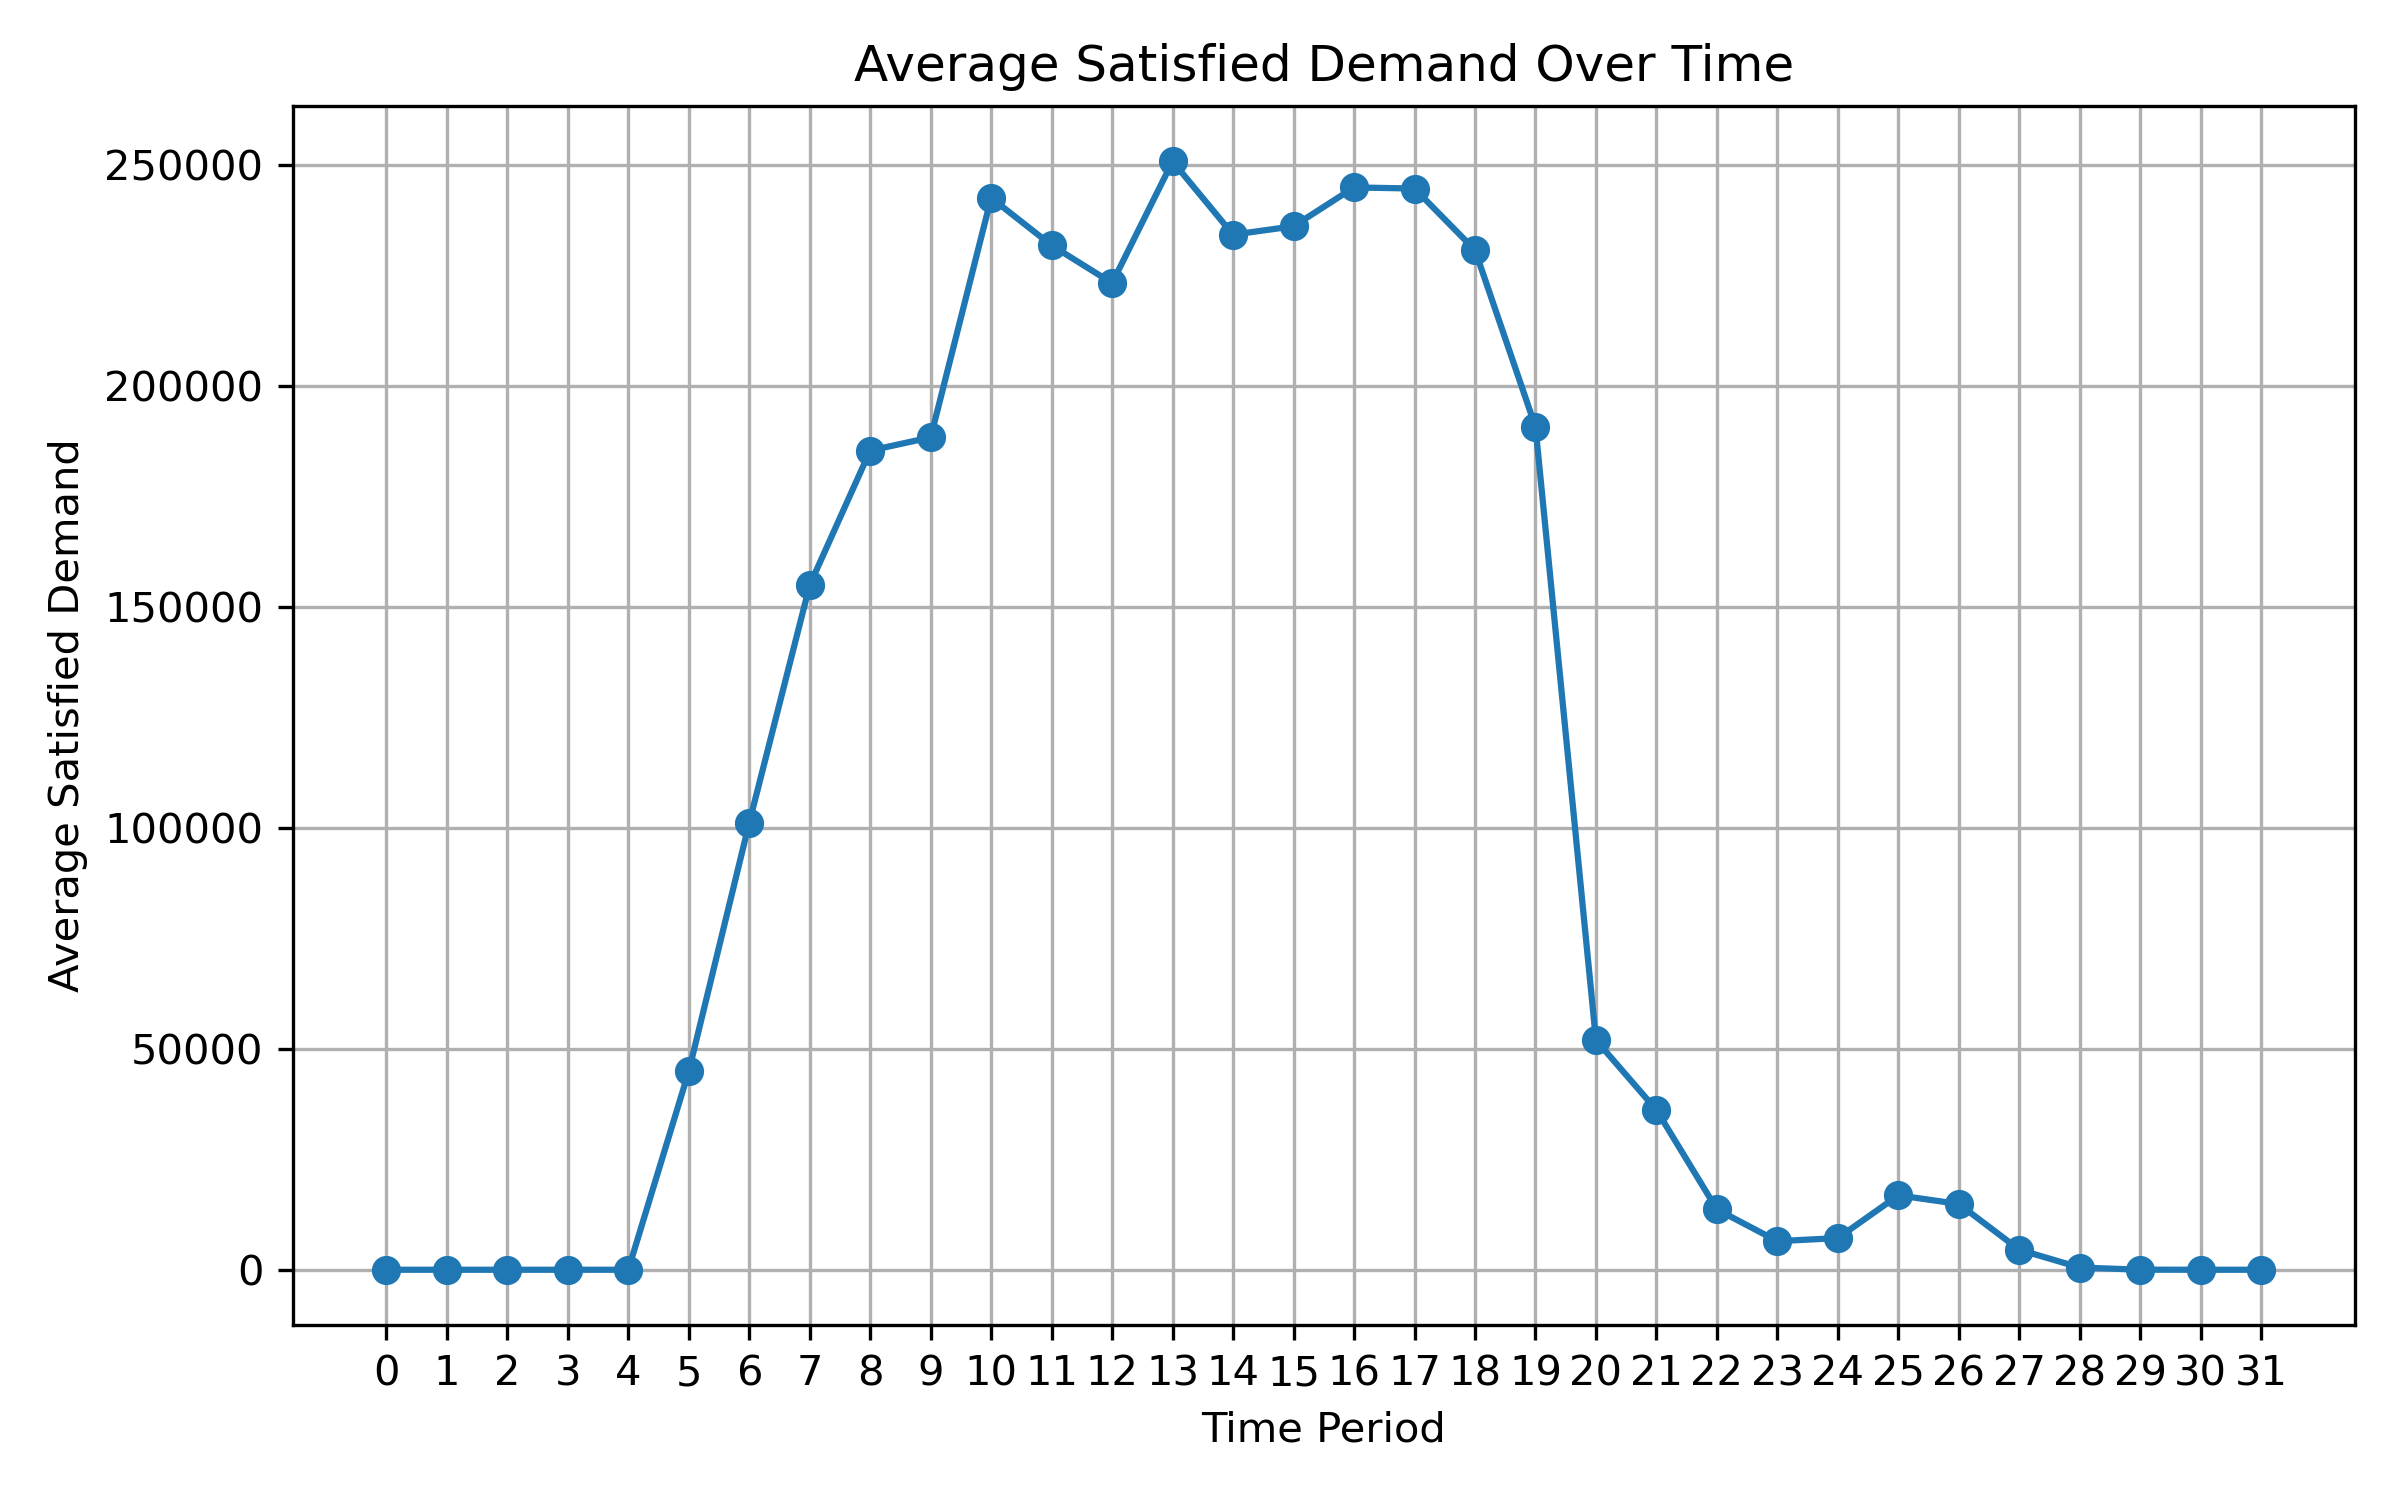 Average Satisfied Demand Over Time
250000
200000
150000
100000
50000
0
Average Satisfied Demand
0 1 2 3 4 5 6 7 8 9 10 11 12 13 14 15 16 17 18 19 20 21 22 23 24 25 26 27 28 29 30 31
Time Period